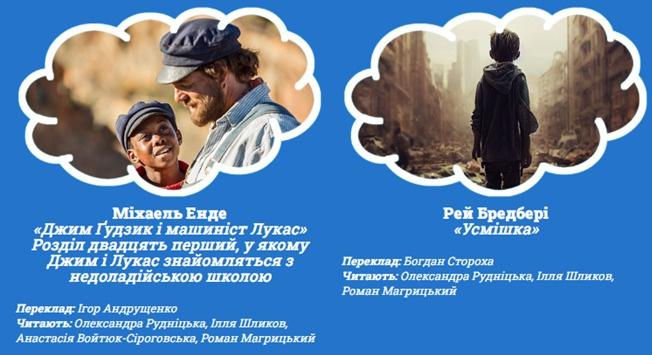 Міхаель Енде
«Джим Ґудзик і машиніст Лукас»
Розділ двадцять перший, у якому
Джим і Лукас знайомляться з
недоладійською школою
Переклад: Ігор Андрущенко
Читають: Олександра Рудніцька, Ілля Шликов,
Анастасія Войтюк-Сіроговська, Роман Магрицький
Рей Бредбері
«Усмішка»
Переклад: Богдан Стороха
Читають: Олександра Рудніцька, Ілля Шликов,
Роман Магрицький